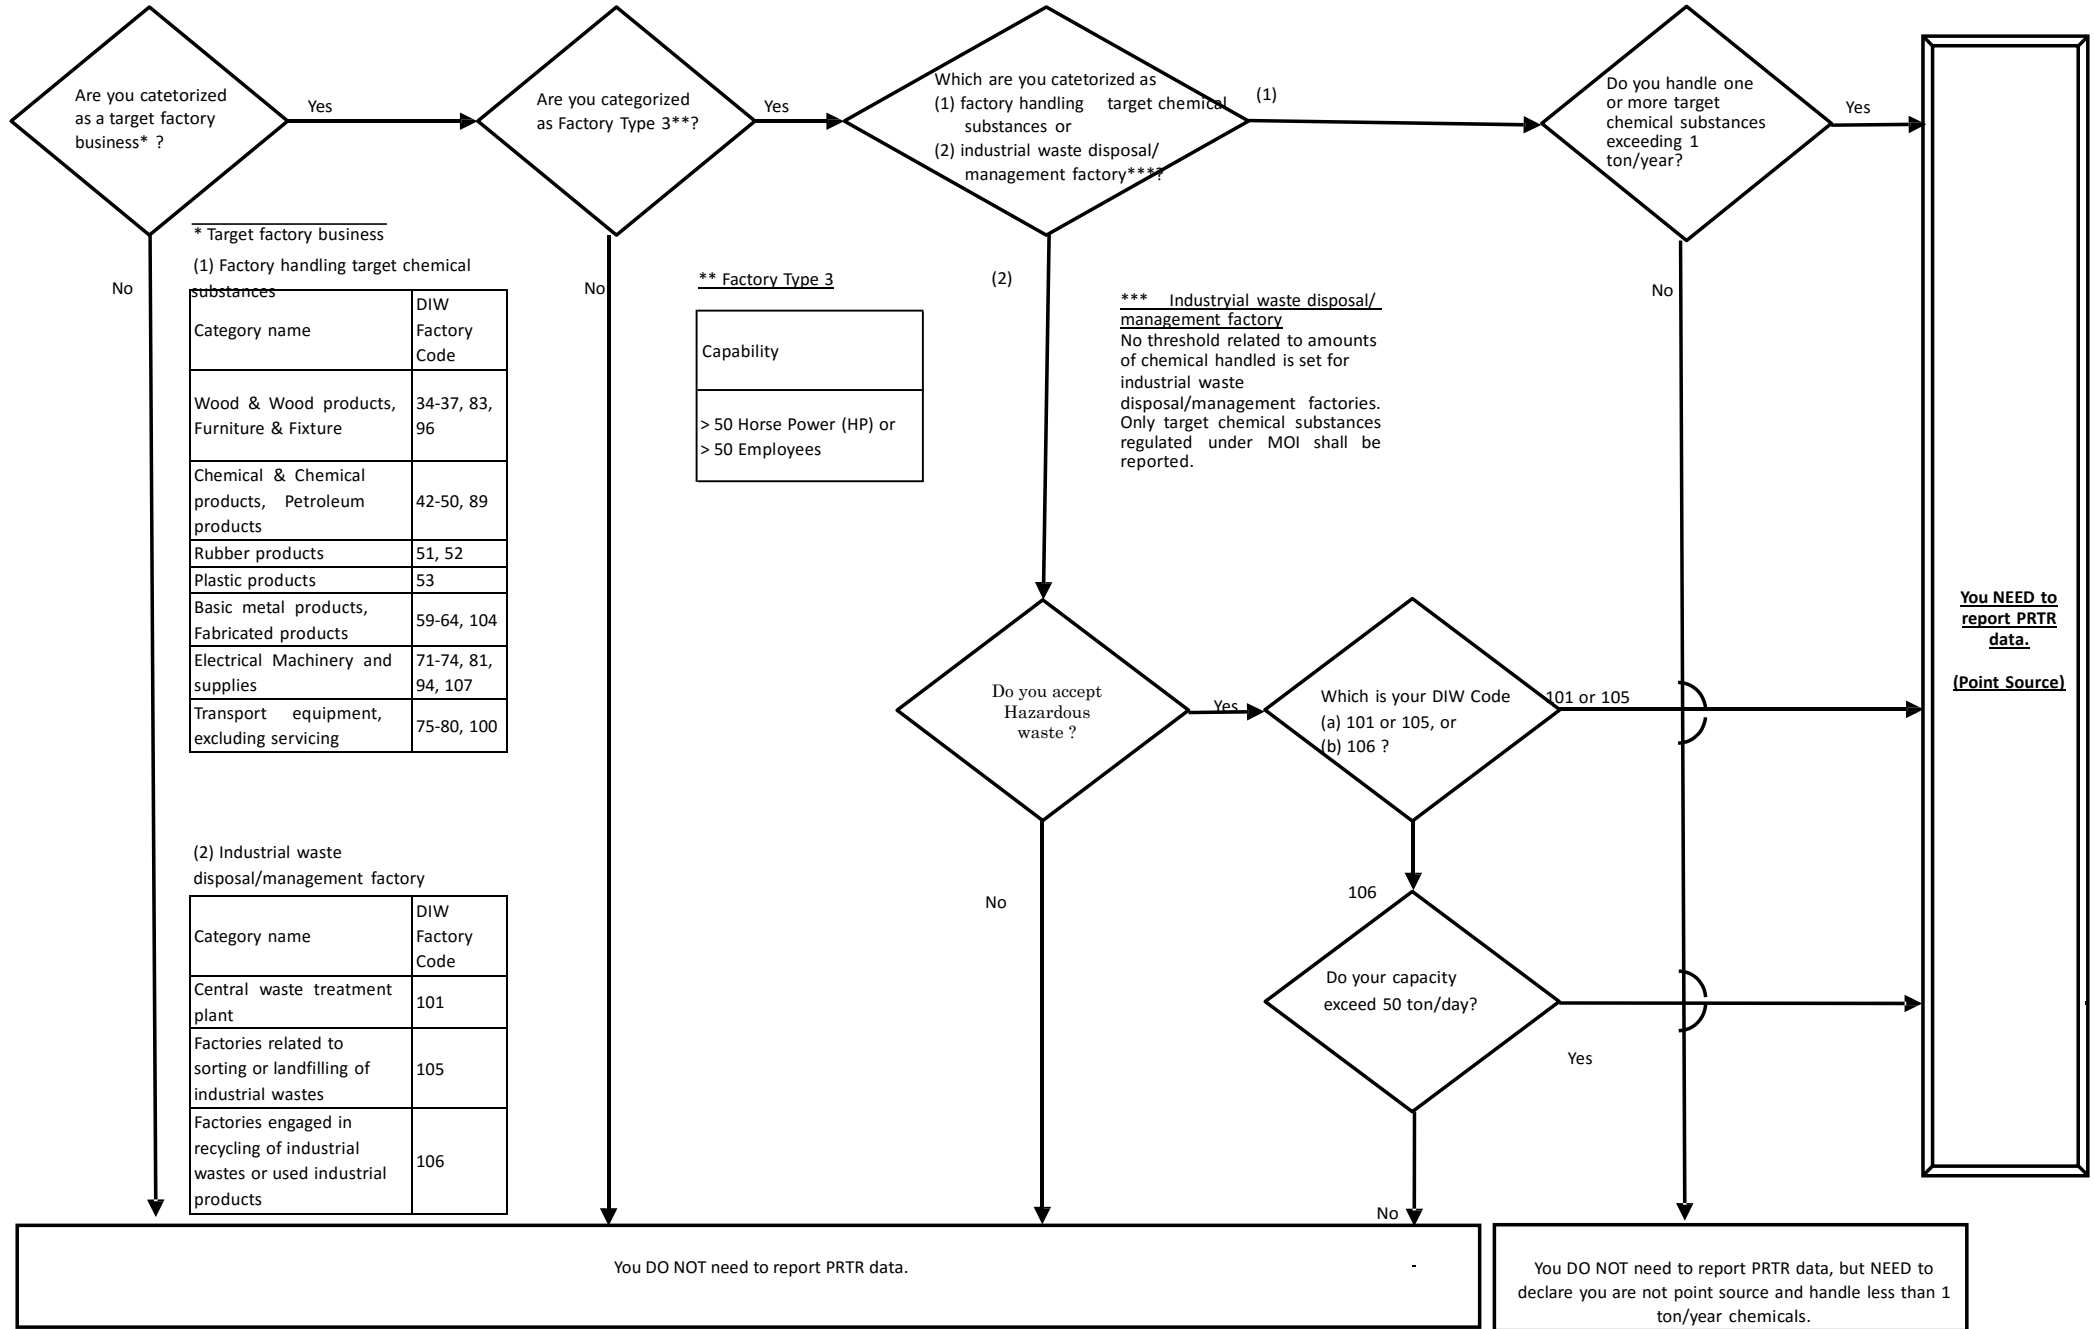 Are you catetorized
as a target factory
business* ?
Yes
Are you categorized
as Factory Type 3**?
Yes
Which are you catetorized as
(1) factory handling target chemical
substances or
(2) industrial waste disposal/
management factory***?
(1)
Do you handle one
or more target
chemical substances
exceeding 1
ton/year?
Yes
No
* Target factory business
(1) Factory handling target chemical
substances
Category name
DIW
Factory
Code
Wood & Wood products,
Furniture & Fixture
34-37, 83,
96
Chemical & Chemical
products, Petroleum
products
42-50, 89
Rubber products
51, 52
Plastic products
53
Basic metal products,
Fabricated products
59-64, 104
Electrical Machinery and
supplies
71-74, 81,
94, 107
Transport equipment,
excluding servicing
75-80, 100
(2) Industrial waste
disposal/management factory
Category name
DIW
Factory
Code
Central waste treatment
plant
101
Factories related to
sorting or landfilling of
industrial wastes
105
Factories engaged in
recycling of industrial
wastes or used industrial
products
106
No
** Factory Type 3
Capability
> 50 Horse Power (HP) or
> 50 Employees
(2)
*** Industryial waste disposal/
management factory
No threshold related to amounts
of chemical handled is set for
industrial waste
disposal/management factories.
Only target chemical substances
regulated under MOI shall be
reported.
No
Do you accept
Hazardous
waste ?
Yes
Which is your DIW Code
(a) 101 or 105, or
(b) 106 ?
101 or 105
No
106
Do your capacity
exceed 50 ton/day?
Yes
No
You NEED to
report PRTR
data.
(Point Source)
You DO NOT need to report PRTR data.
-
You DO NOT need to report PRTR data, but NEED to
declare you are not point source and handle less than 1
ton/year chemicals.